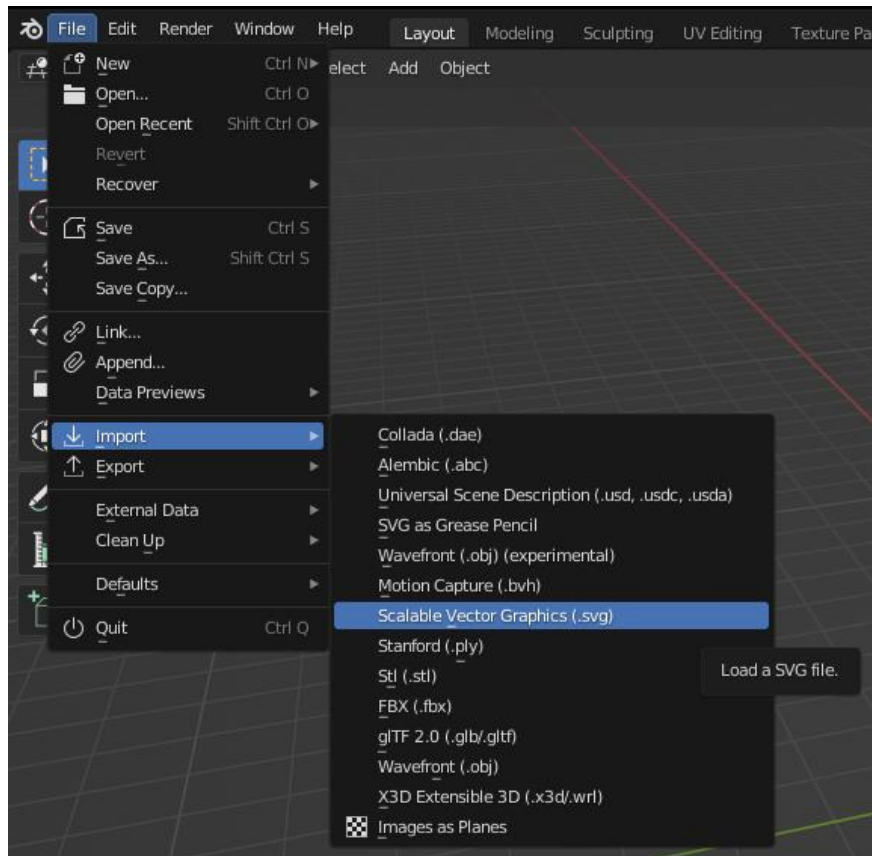 File Edit Render Window Help Layout Modeling Sculpting UV Editing Texture Pa
elect Add Object
New Ctrl N
Open... Ctrl O
Open Recent Shift Ctrl O
Revert
Recover
Save Ctrl S
Save As... Shift Ctrl S
Save Copy...
Link...
Append...
Data Previews
Import
Export
External Data
Clean Up
Defaults
Quit Ctrl Q
Collada (.dae)
Alembic (.abc)
Universal Scene Description (.usd, .usdc, .usda)
SVG as Grease Pencil
Wavefront (.obj) (experimental)
Motion Capture (.bvh)
Scalable Vector Graphics (.svg)
Stanford (.ply)
Stl (.stl)
FBX (.fbx)
glTF 2.0 (.glb/.gltf)
Wavefront (.obj)
X3D Extensible 3D (.x3d/.wrl)
Images as Planes
Load a SVG file.